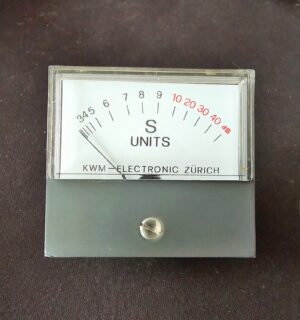 3 4 5 6 7 8 9 10 20 30 40 dB
S
UNITS
KWM-ELECTRONIC ZÜRICH